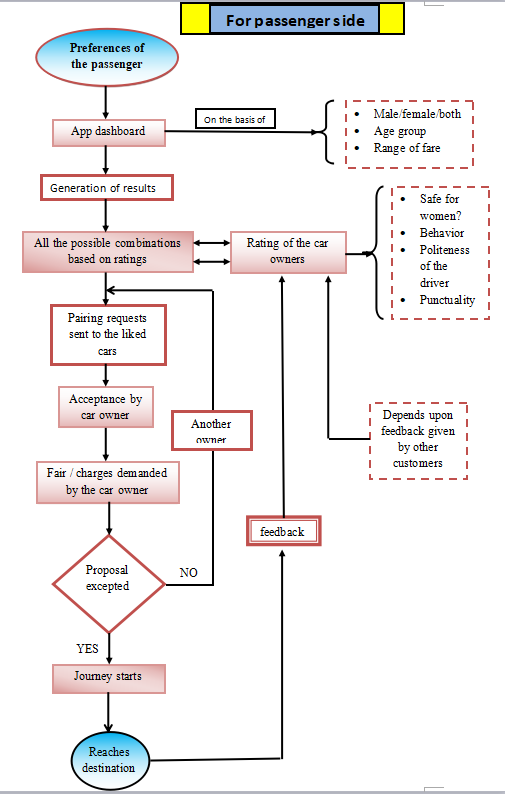 For passenger side
Preferences of
the passenger
App dashboard
On the basis of
• Male/female/both
• Age group
• Range of fare
Generation of results
All the possible combinations
based on ratings
Rating of the car
owners
• Safe for
women?
• Behavior
• Politeness
of the
driver
• Punctuality
Pairing requests
sent to the liked
cars
Acceptance by
car owner
Another
owner
Depends upon
feedback given
by other
customers
Fair / charges demanded
by the car owner
feedback
Proposal
excepted
NO
YES
Journey starts
Reaches
destination